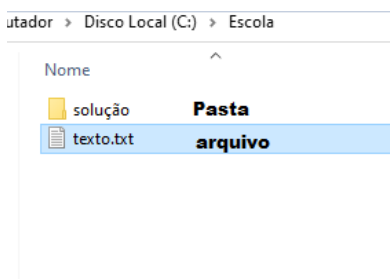 utador > Disco Local (C:) > Escola
Nome
solução Pasta
texto.txt arquivo